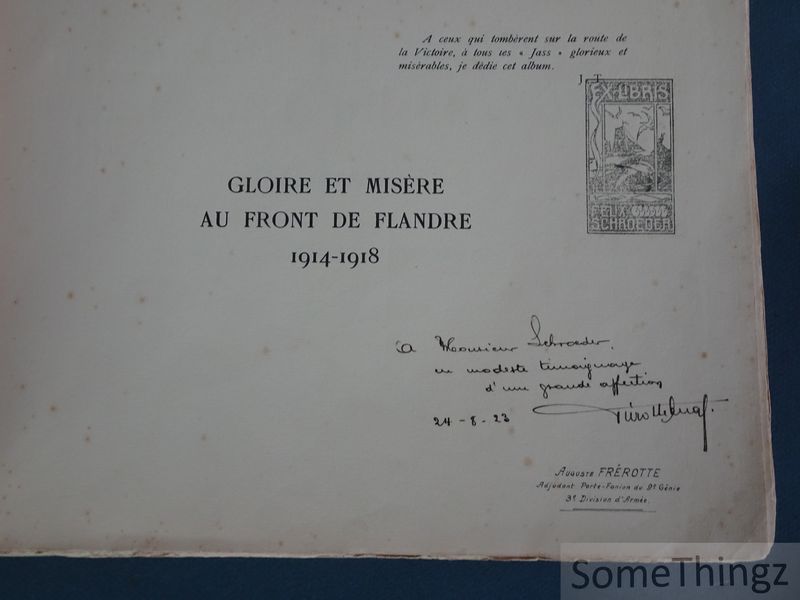 A ceux qui tombèrent sur la route de
la Victoire, à tous les « Jass » glorieux et
misérables, je dédie cet album.
J. T.
EX-LIBRIS
FELIX
SCHROEDER
GLOIRE ET MISÈRE
AU FRONT DE FLANDRE
1914-1918
A Monsieur Schroeder,
en modeste témoignage
d'une grande affection
24-8-23
AUGUSTE FRÉROTTE
Adjudant Porte-Fanion du 9e Génie
3e Division d'Armée.
SomeThingz